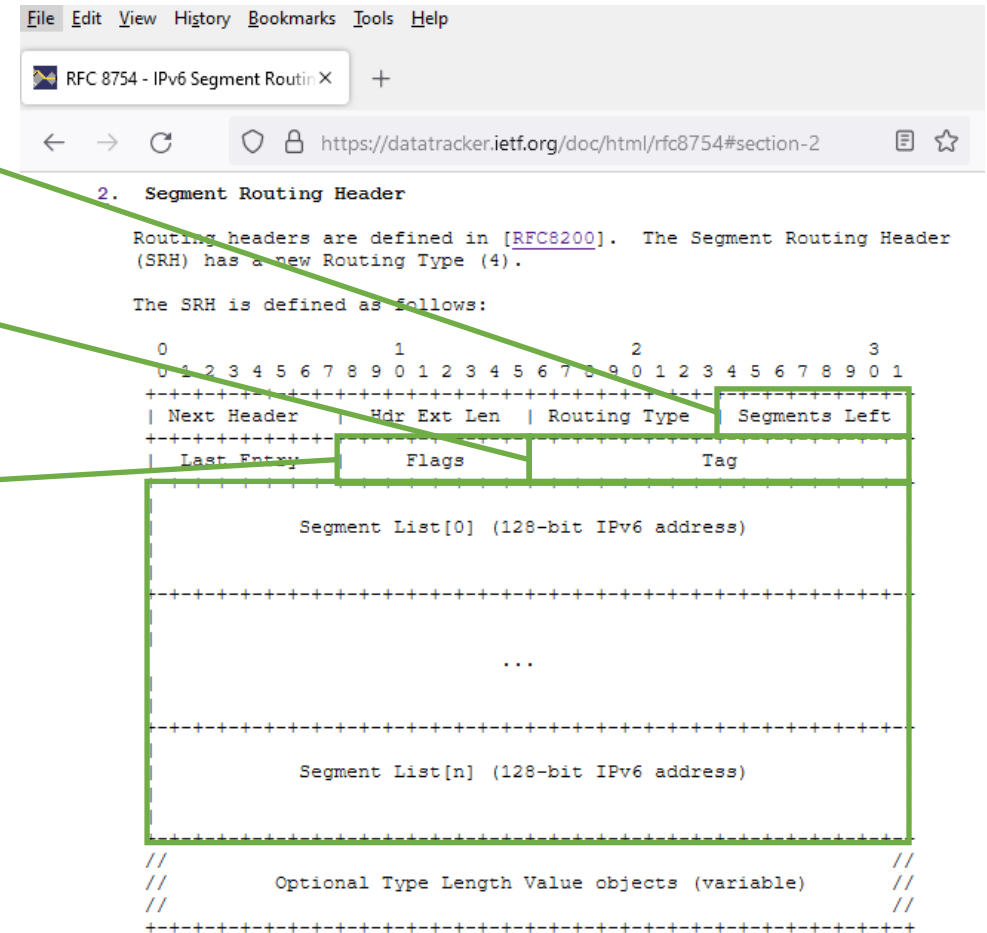 File Edit View History Bookmarks Tools Help
RFC 8754 - IPv6 Segment Routin ×  +
https://datatracker.ietf.org/doc/html/rfc8754#section-2
2.  Segment Routing Header
Routing headers are defined in [RFC8200].  The Segment Routing Header
(SRH) has a new Routing Type (4).
The SRH is defined as follows:
 0                   1                   2                   3
 0 1 2 3 4 5 6 7 8 9 0 1 2 3 4 5 6 7 8 9 0 1 2 3 4 5 6 7 8 9 0 1
+-+-+-+-+-+-+-+-+-+-+-+-+-+-+-+-+-+-+-+-+-+-+-+-+-+-+-+-+-+-+-+-+
| Next Header   |  Hdr Ext Len  | Routing Type  | Segments Left |
+-+-+-+-+-+-+-+-+-+-+-+-+-+-+-+-+-+-+-+-+-+-+-+-+-+-+-+-+-+-+-+-+
|  Last Entry   |     Flags     |              Tag              |
+-+-+-+-+-+-+-+-+-+-+-+-+-+-+-+-+-+-+-+-+-+-+-+-+-+-+-+-+-+-+-+-+
|            Segment List[0] (128-bit IPv6 address)             |
+-+-+-+-+-+-+-+-+-+-+-+-+-+-+-+-+-+-+-+-+-+-+-+-+-+-+-+-+-+-+-+-+
...
+-+-+-+-+-+-+-+-+-+-+-+-+-+-+-+-+-+-+-+-+-+-+-+-+-+-+-+-+-+-+-+-+
|            Segment List[n] (128-bit IPv6 address)             |
+-+-+-+-+-+-+-+-+-+-+-+-+-+-+-+-+-+-+-+-+-+-+-+-+-+-+-+-+-+-+-+-+
//                                                             //
//         Optional Type Length Value objects (variable)       //
//                                                             //
+-+-+-+-+-+-+-+-+-+-+-+-+-+-+-+-+-+-+-+-+-+-+-+-+-+-+-+-+-+-+-+-+